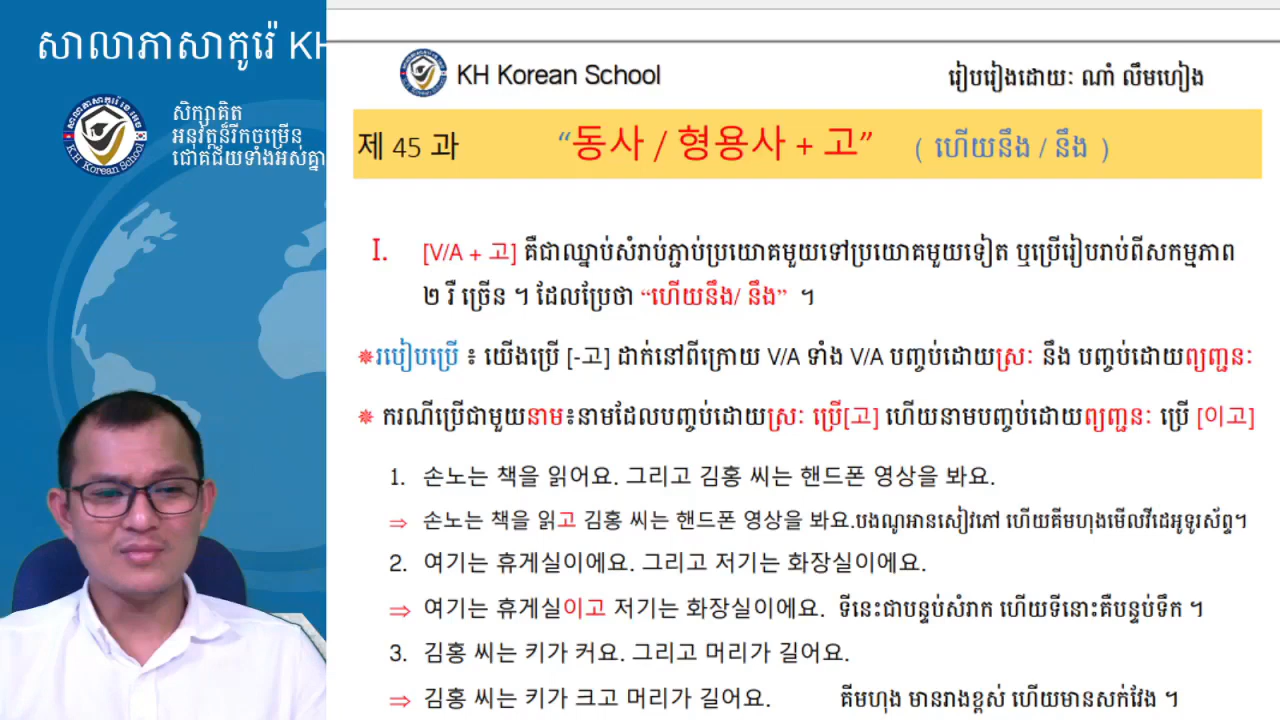 សាលាភាសាកូរ៉េ KH
សិក្សាគិត
អនុវត្តន៍រីកចម្រើន
ជោគជ័យទាំងអស់គ្នា
KH Korean School
រៀបរៀងដោយៈ ណាំ លឹមហៀង
제 45 과 “동사 / 형용사 + 고” ( ហើយនឹង / នឹង )
I. [V/A + 고] គឺជាឈ្នាប់សំរាប់ភ្ជាប់ប្រយោគមួយទៅប្រយោគមួយទៀត ឬប្រើរៀបរាប់ពីសកម្មភាព
២ រឺ ច្រើន ។ ដែលប្រែថា “ហើយនឹង/ នឹង” ។
✵របៀបប្រើ ៖ យើងប្រើ [-고] ដាក់នៅពីក្រោយ V/A ទាំង V/A បញ្ចប់ដោយស្រៈ នឹង បញ្ចប់ដោយព្យញ្ជនៈ
✵ ករណីប្រើជាមួយនាម៖នាមដែលបញ្ចប់ដោយស្រៈ ប្រើ[고] ហើយនាមបញ្ចប់ដោយព្យញ្ជនៈ ប្រើ [이고]
1. 손노는 책을 읽어요. 그리고 김홍 씨는 핸드폰 영상을 봐요.
⇒ 손노는 책을 읽고 김홍 씨는 핸드폰 영상을 봐요.បងណូអានសៀវភៅ ហើយគីមហុងមើលវីដេអូទូរស័ព្ទ។
2. 여기는 휴게실이에요. 그리고 저기는 화장실이에요.
⇒ 여기는 휴게실이고 저기는 화장실이에요. ទីនេះជាបន្ទប់សំរាក ហើយទីនោះគឺបន្ទប់ទឹក ។
3. 김홍 씨는 키가 커요. 그리고 머리가 길어요.
⇒ 김홍 씨는 키가 크고 머리가 길어요. គីមហុង មានរាងខ្ពស់ ហើយមានសក់វែង ។